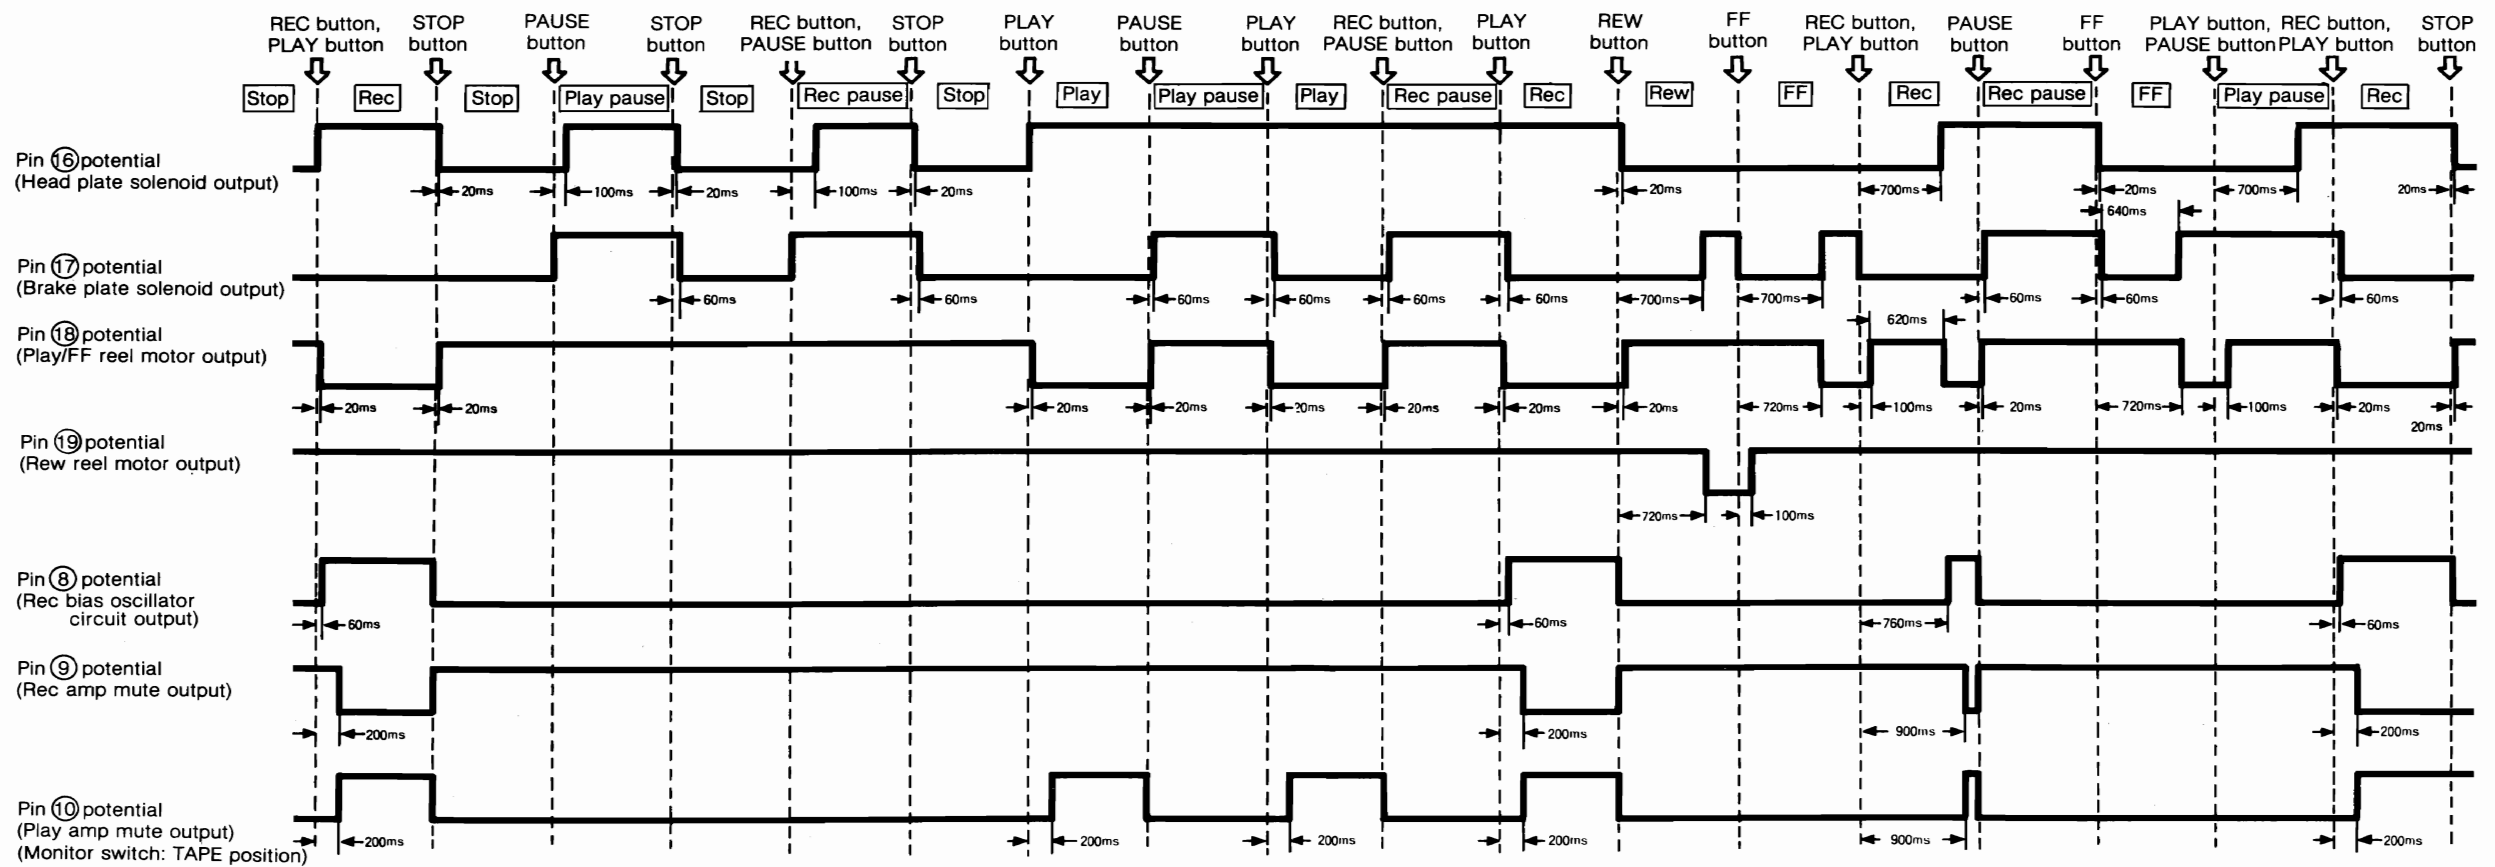 REC button, PLAY button
STOP button
PAUSE button
STOP button
REC button, PAUSE button
STOP button
PLAY button
PAUSE button
PLAY button
REC button, PAUSE button
PLAY button
REW button
FF button
REC button, PLAY button
PAUSE button
FF button
PLAY button, PAUSE button
REC button, PLAY button
STOP button
Stop Rec Stop Play pause Stop Rec pause Stop Play Play pause Play Rec pause Rec Rew FF Rec Rec pause FF Play pause Rec
Pin ⑯ potential
(Head plate solenoid output)
20ms 100ms 20ms 100ms 20ms 20ms 700ms 20ms 700ms 20ms
640ms
Pin ⑰ potential
(Brake plate solenoid output)
60ms 60ms 60ms 60ms 60ms 60ms 700ms 700ms 60ms 60ms 60ms
620ms
Pin ⑱ potential
(Play/FF reel motor output)
20ms 20ms 20ms 20ms 20ms 20ms 20ms 20ms 720ms 100ms 20ms 720ms 100ms 20ms
20ms
Pin ⑲ potential
(Rew reel motor output)
720ms 100ms
Pin ⑧ potential
(Rec bias oscillator
circuit output)
60ms 60ms 760ms 60ms
Pin ⑨ potential
(Rec amp mute output)
200ms 200ms 900ms 200ms
Pin ⑩ potential
(Play amp mute output)
(Monitor switch: TAPE position)
200ms 200ms 200ms 200ms 900ms 200ms